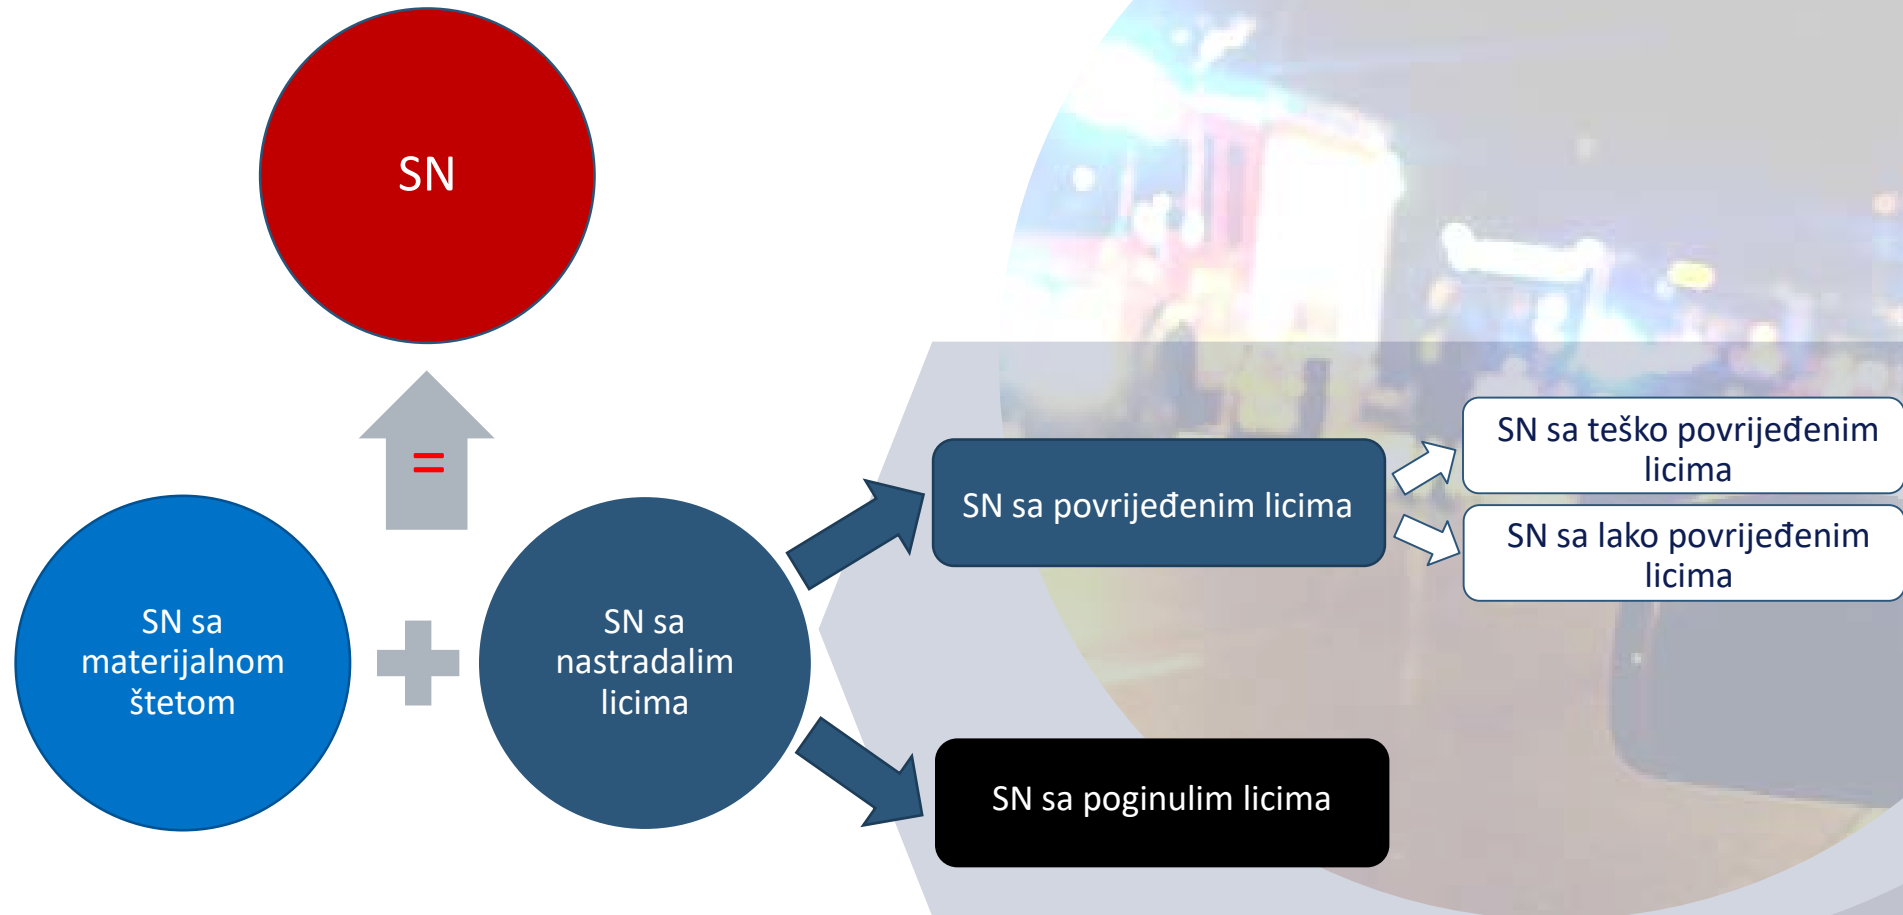 SN
=
SN sa
materijalnom
štetom
SN sa
nastradalim
licima
SN sa povrijeđenim licima
SN sa teško povrijeđenim
licima
SN sa lako povrijeđenim
licima
SN sa poginulim licima